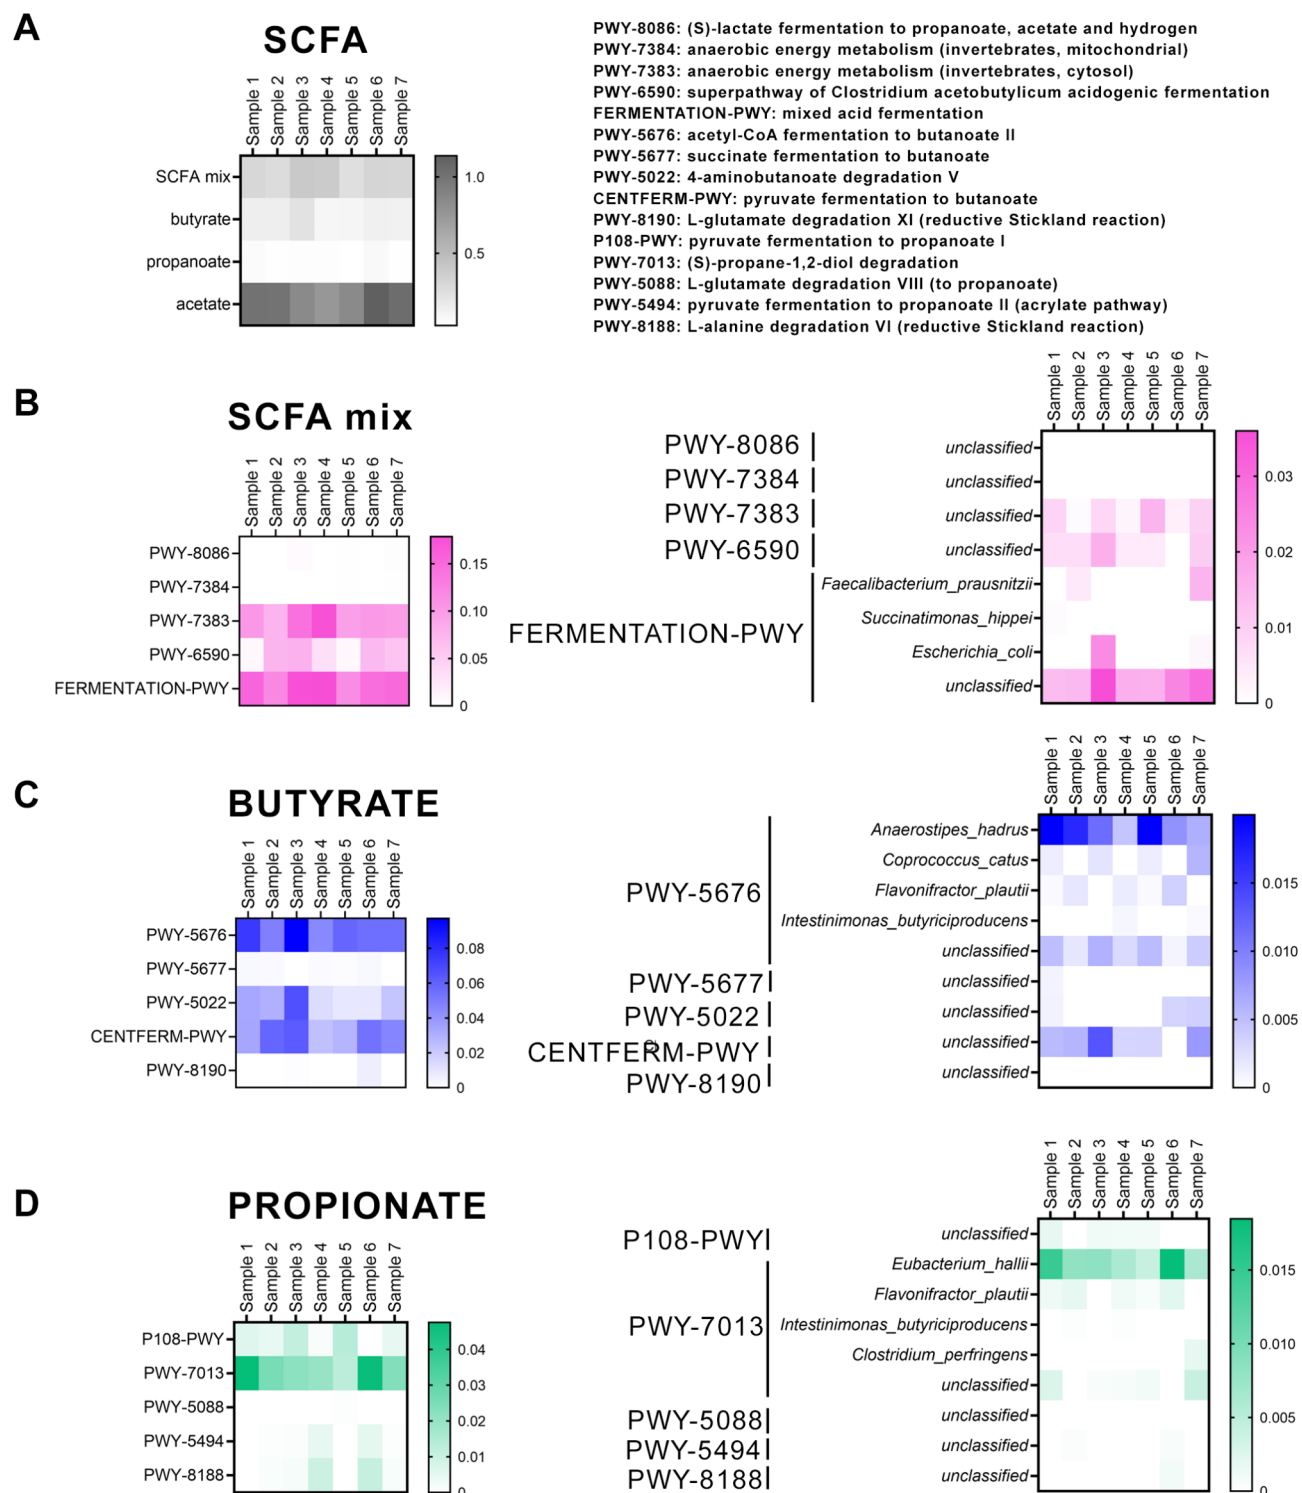 A
SCFA
Sample 1
Sample 2
Sample 3
Sample 4
Sample 5
Sample 6
Sample 7
SCFA mix
butyrate
propanoate
acetate
1.0
0.5
PWY-8086: (S)-lactate fermentation to propanoate, acetate and hydrogen
PWY-7384: anaerobic energy metabolism (invertebrates, mitochondrial)
PWY-7383: anaerobic energy metabolism (invertebrates, cytosol)
PWY-6590: superpathway of Clostridium acetobutylicum acidogenic fermentation
FERMENTATION-PWY: mixed acid fermentation
PWY-5676: acetyl-CoA fermentation to butanoate II
PWY-5677: succinate fermentation to butanoate
PWY-5022: 4-aminobutanoate degradation V
CENTFERM-PWY: pyruvate fermentation to butanoate
PWY-8190: L-glutamate degradation XI (reductive Stickland reaction)
P108-PWY: pyruvate fermentation to propanoate I
PWY-7013: (S)-propane-1,2-diol degradation
PWY-5088: L-glutamate degradation VIII (to propanoate)
PWY-5494: pyruvate fermentation to propanoate II (acrylate pathway)
PWY-8188: L-alanine degradation VI (reductive Stickland reaction)
B
SCFA mix
Sample 1
Sample 2
Sample 3
Sample 4
Sample 5
Sample 6
Sample 7
PWY-8086
PWY-7384
PWY-7383
PWY-6590
FERMENTATION-PWY
0.15
0.10
0.05
0
PWY-8086
PWY-7384
PWY-7383
PWY-6590
FERMENTATION-PWY
Sample 1
Sample 2
Sample 3
Sample 4
Sample 5
Sample 6
Sample 7
unclassified
unclassified
unclassified
unclassified
Faecalibacterium_prausnitzii
Succinatimonas_hippei
Escherichia_coli
unclassified
0.03
0.02
0.01
0
C
BUTYRATE
Sample 1
Sample 2
Sample 3
Sample 4
Sample 5
Sample 6
Sample 7
PWY-5676
PWY-5677
PWY-5022
CENTFERM-PWY
PWY-8190
0.08
0.06
0.04
0.02
0
PWY-5676
PWY-5677
PWY-5022
CENTFERM-PWY
PWY-8190
Sample 1
Sample 2
Sample 3
Sample 4
Sample 5
Sample 6
Sample 7
Anaerostipes_hadrus
Coprococcus_catus
Flavonifractor_plautii
Intestinimonas_butyriciproducens
unclassified
unclassified
unclassified
unclassified
unclassified
0.015
0.010
0.005
0
D
PROPIONATE
Sample 1
Sample 2
Sample 3
Sample 4
Sample 5
Sample 6
Sample 7
P108-PWY
PWY-7013
PWY-5088
PWY-5494
PWY-8188
0.04
0.03
0.02
0.01
0
P108-PWY
PWY-7013
PWY-5088
PWY-5494
PWY-8188
Sample 1
Sample 2
Sample 3
Sample 4
Sample 5
Sample 6
Sample 7
unclassified
Eubacterium_hallii
Flavonifractor_plautii
Intestinimonas_butyriciproducens
Clostridium_perfringens
unclassified
unclassified
unclassified
unclassified
0.015
0.010
0.005
0